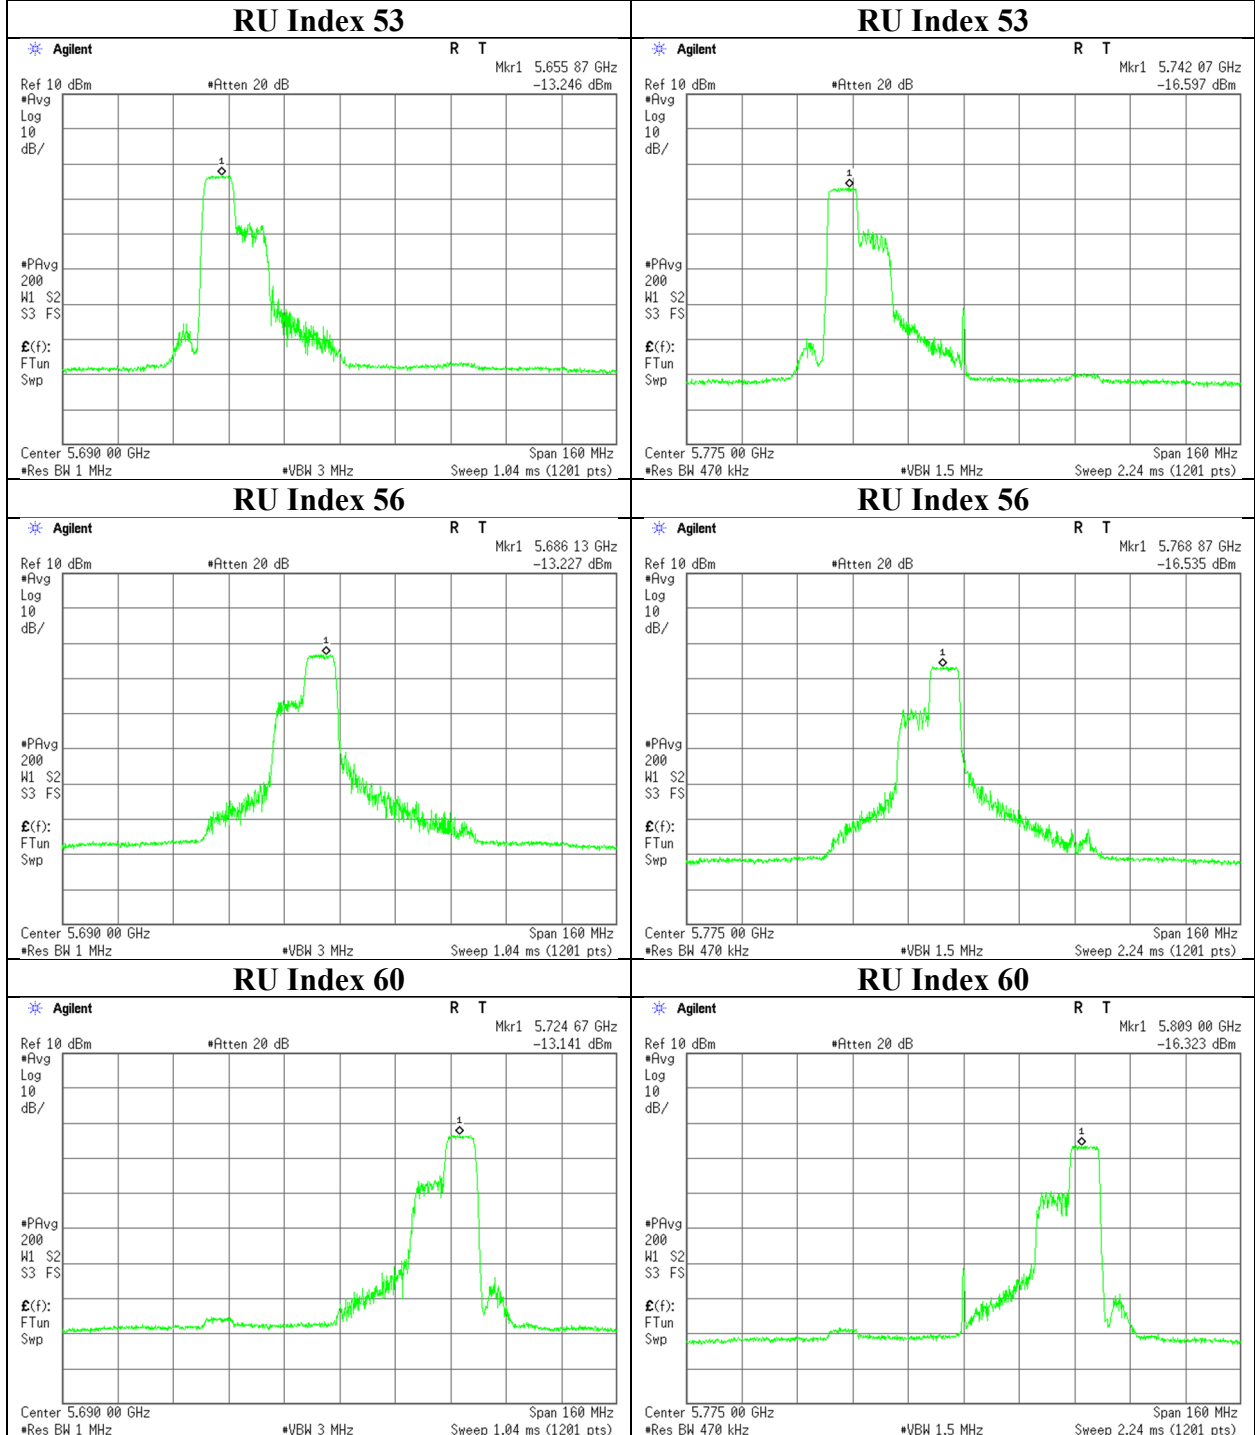 RU Index 53
Agilent
R T
Mkr1 5.655 87 GHz
Ref 10 dBm #Atten 20 dB -13.246 dBm
#Avg
Log
10
dB/
1
#PAvg
200
W1 S2
S3 FS
£(f):
FTun
Swp
Center 5.690 00 GHz Span 160 MHz
#Res BW 1 MHz #VBW 3 MHz Sweep 1.04 ms (1201 pts)
RU Index 53
Agilent
R T
Mkr1 5.742 07 GHz
Ref 10 dBm #Atten 20 dB -16.597 dBm
#Avg
Log
10
dB/
1
#PAvg
200
W1 S2
S3 FS
£(f):
FTun
Swp
Center 5.775 00 GHz Span 160 MHz
#Res BW 470 kHz #VBW 1.5 MHz Sweep 2.24 ms (1201 pts)
RU Index 56
Agilent
R T
Mkr1 5.686 13 GHz
Ref 10 dBm #Atten 20 dB -13.227 dBm
#Avg
Log
10
dB/
1
#PAvg
200
W1 S2
S3 FS
£(f):
FTun
Swp
Center 5.690 00 GHz Span 160 MHz
#Res BW 1 MHz #VBW 3 MHz Sweep 1.04 ms (1201 pts)
RU Index 56
Agilent
R T
Mkr1 5.768 87 GHz
Ref 10 dBm #Atten 20 dB -16.535 dBm
#Avg
Log
10
dB/
1
#PAvg
200
W1 S2
S3 FS
£(f):
FTun
Swp
Center 5.775 00 GHz Span 160 MHz
#Res BW 470 kHz #VBW 1.5 MHz Sweep 2.24 ms (1201 pts)
RU Index 60
Agilent
R T
Mkr1 5.724 67 GHz
Ref 10 dBm #Atten 20 dB -13.141 dBm
#Avg
Log
10
dB/
1
#PAvg
200
W1 S2
S3 FS
£(f):
FTun
Swp
Center 5.690 00 GHz Span 160 MHz
#Res BW 1 MHz #VBW 3 MHz Sweep 1.04 ms (1201 pts)
RU Index 60
Agilent
R T
Mkr1 5.809 00 GHz
Ref 10 dBm #Atten 20 dB -16.323 dBm
#Avg
Log
10
dB/
1
#PAvg
200
W1 S2
S3 FS
£(f):
FTun
Swp
Center 5.775 00 GHz Span 160 MHz
#Res BW 470 kHz #VBW 1.5 MHz Sweep 2.24 ms (1201 pts)